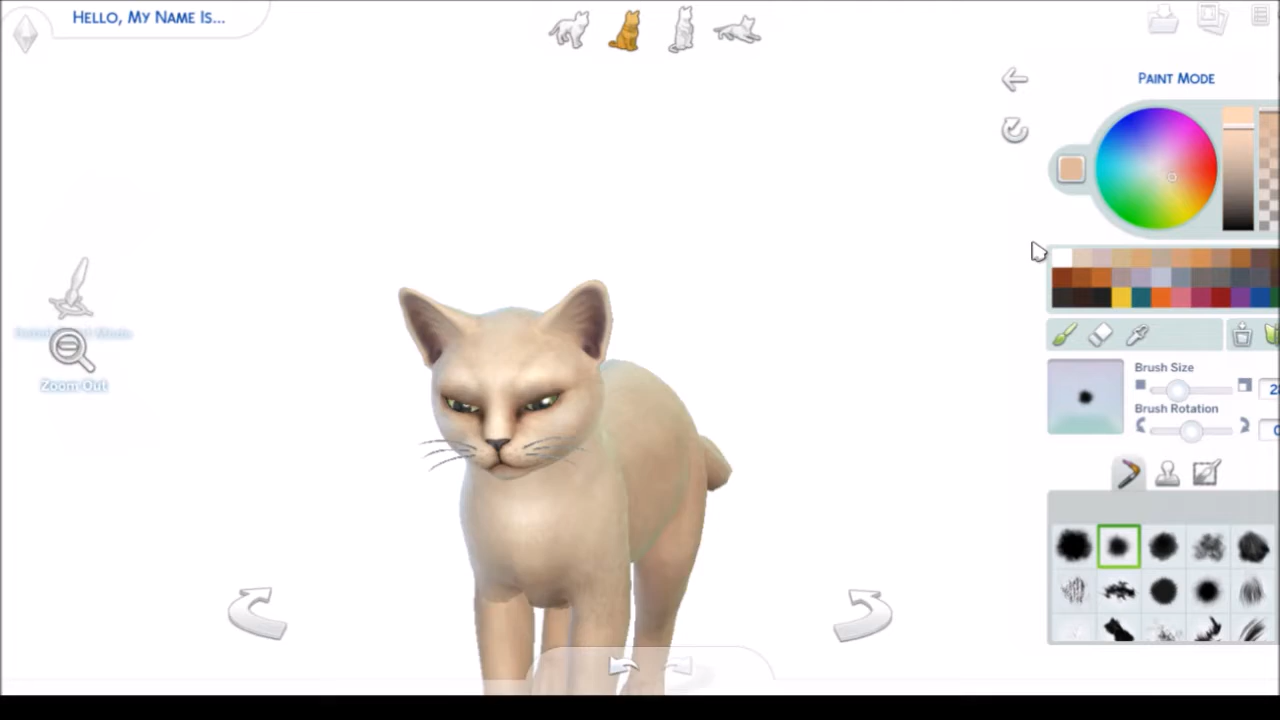 HELLO, MY NAME IS...
PAINT MODE
Brush Size
Brush Rotation
Zoom Out